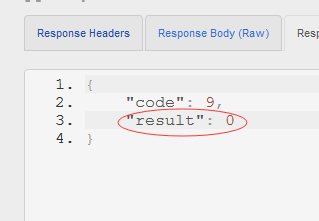 Response Headers Response Body (Raw) Resp
1. {
2. "code": 9,
3. "result": 0
4. }